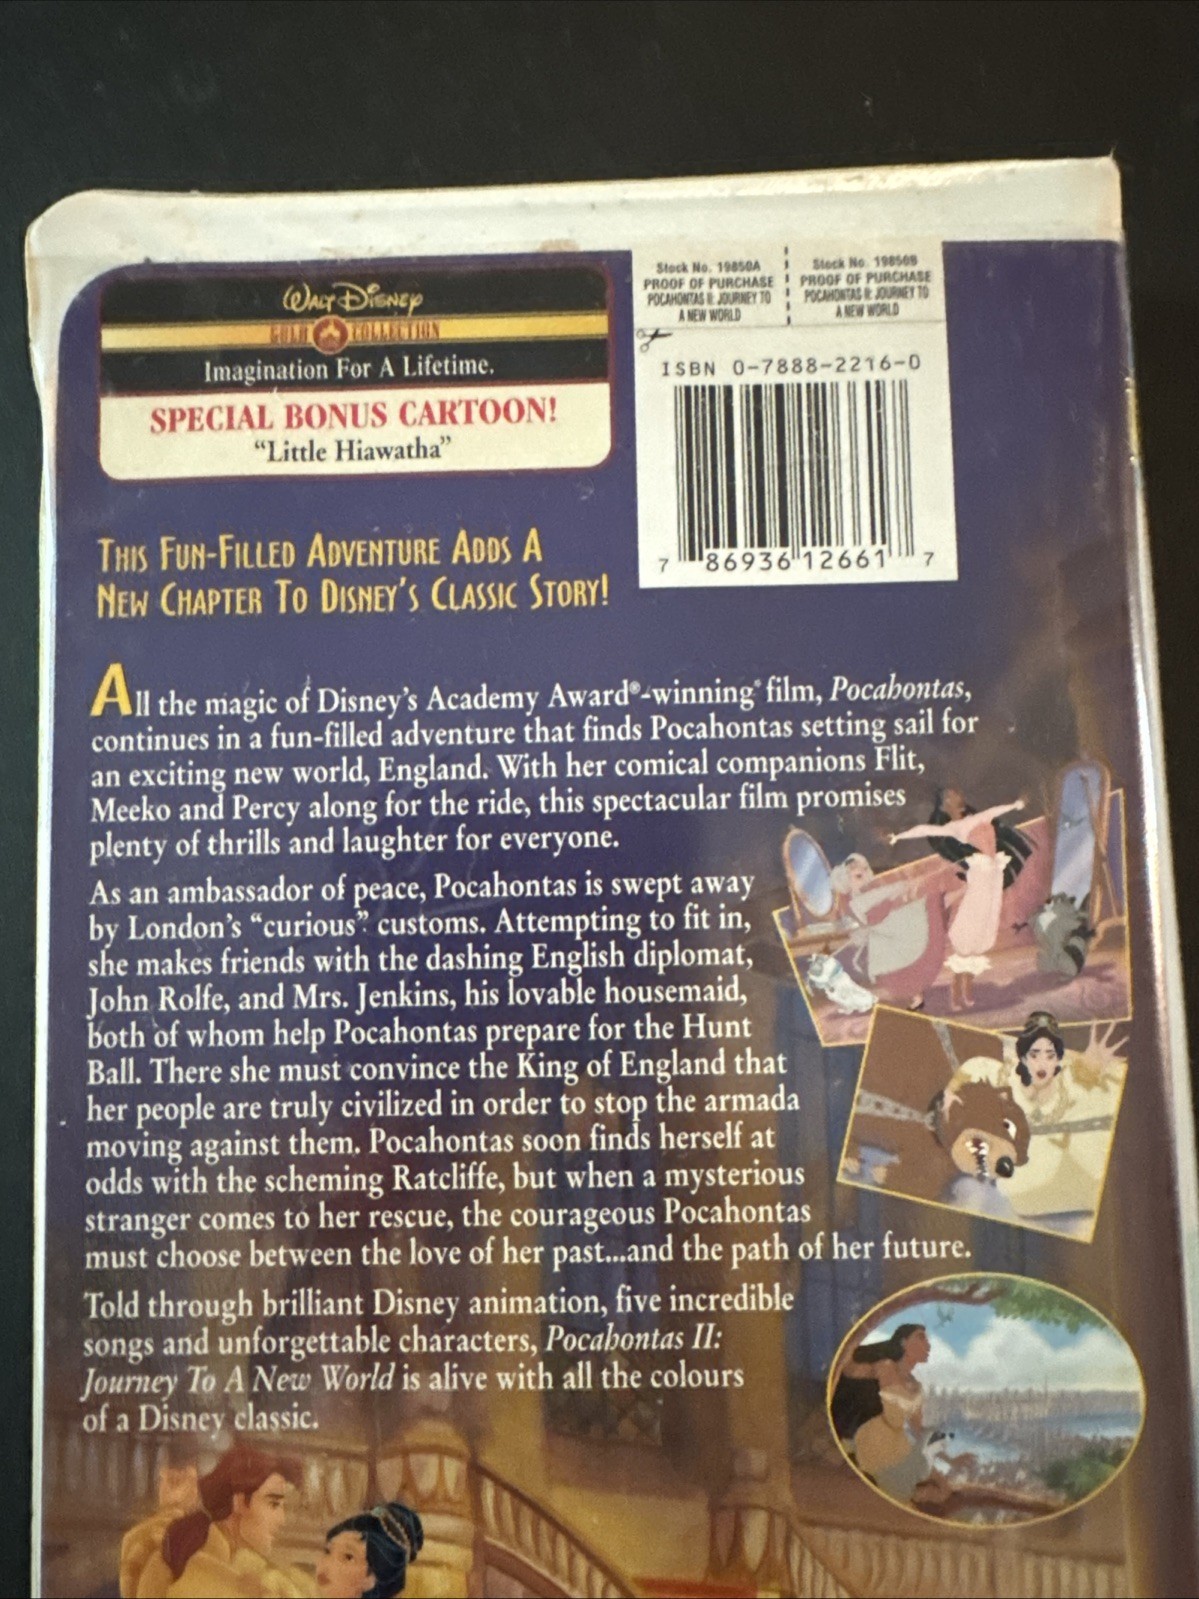 WALT DISNEY
GOLD COLLECTION
Imagination For A Lifetime.
SPECIAL BONUS CARTOON!
“Little Hiawatha”
Stock No. 19850A
PROOF OF PURCHASE
POCAHONTAS II: JOURNEY TO
A NEW WORLD
Stock No. 19850B
PROOF OF PURCHASE
POCAHONTAS II: JOURNEY TO
A NEW WORLD
ISBN 0-7888-2216-0
7 86936 12661 7
THIS FUN-FILLED ADVENTURE ADDS A
NEW CHAPTER TO DISNEY'S CLASSIC STORY!
All the magic of Disney's Academy Award®-winning* film, Pocahontas,
continues in a fun-filled adventure that finds Pocahontas setting sail for
an exciting new world, England. With her comical companions Flit,
Meeko and Percy along for the ride, this spectacular film promises
plenty of thrills and laughter for everyone.
As an ambassador of peace, Pocahontas is swept away
by London's “curious” customs. Attempting to fit in,
she makes friends with the dashing English diplomat,
John Rolfe, and Mrs. Jenkins, his lovable housemaid,
both of whom help Pocahontas prepare for the Hunt
Ball. There she must convince the King of England that
her people are truly civilized in order to stop the armada
moving against them. Pocahontas soon finds herself at
odds with the scheming Ratcliffe, but when a mysterious
stranger comes to her rescue, the courageous Pocahontas
must choose between the love of her past...and the path of her future.
Told through brilliant Disney animation, five incredible
songs and unforgettable characters, Pocahontas II:
Journey To A New World is alive with all the colours
of a Disney classic.